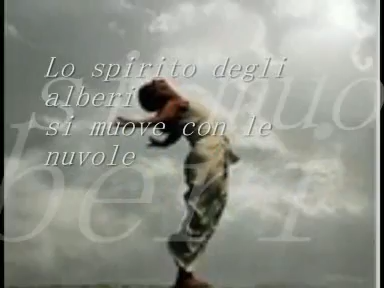 Lo spirito degli
alberi
si muove con le
nuvole